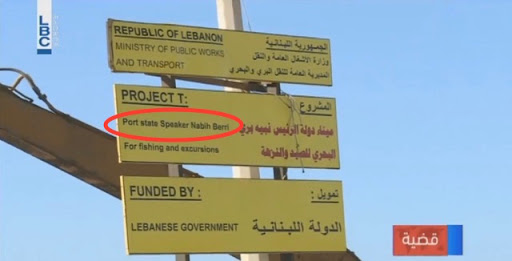 LBC
REPUBLIC OF LEBANON
الجمهورية اللبنانية
MINISTRY OF PUBLIC WORKS
وزارة الاشغال العامة والنقل
AND TRANSPORT
المديرية العامة للنقل البري والبحري
PROJECT T:
المشروع :
Port state Speaker Nabih Berri
ميناء دولة الرئيس نبيه بري
For fishing and excursions
البحري للصيد والنزهة
FUNDED BY :
تمويل :
LEBANESE GOVERNMENT
الدولة اللبنانية
قضية